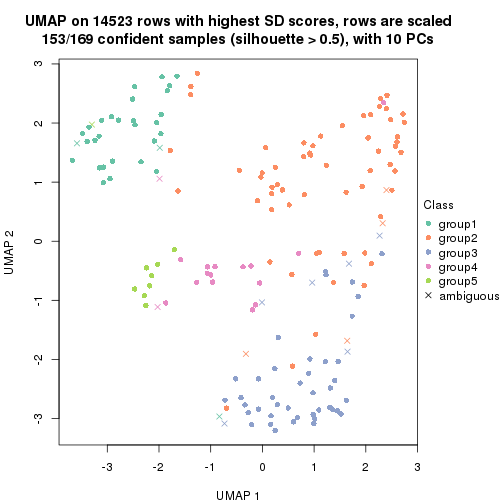 UMAP on 14523 rows with highest SD scores, rows are scaled
153/169 confident samples (silhouette > 0.5), with 10 PCs
3
2
1
0
-1
-2
-3
UMAP 2
-3
-2
-1
0
1
2
3
UMAP 1
Class
group1
group2
group3
group4
group5
ambiguous